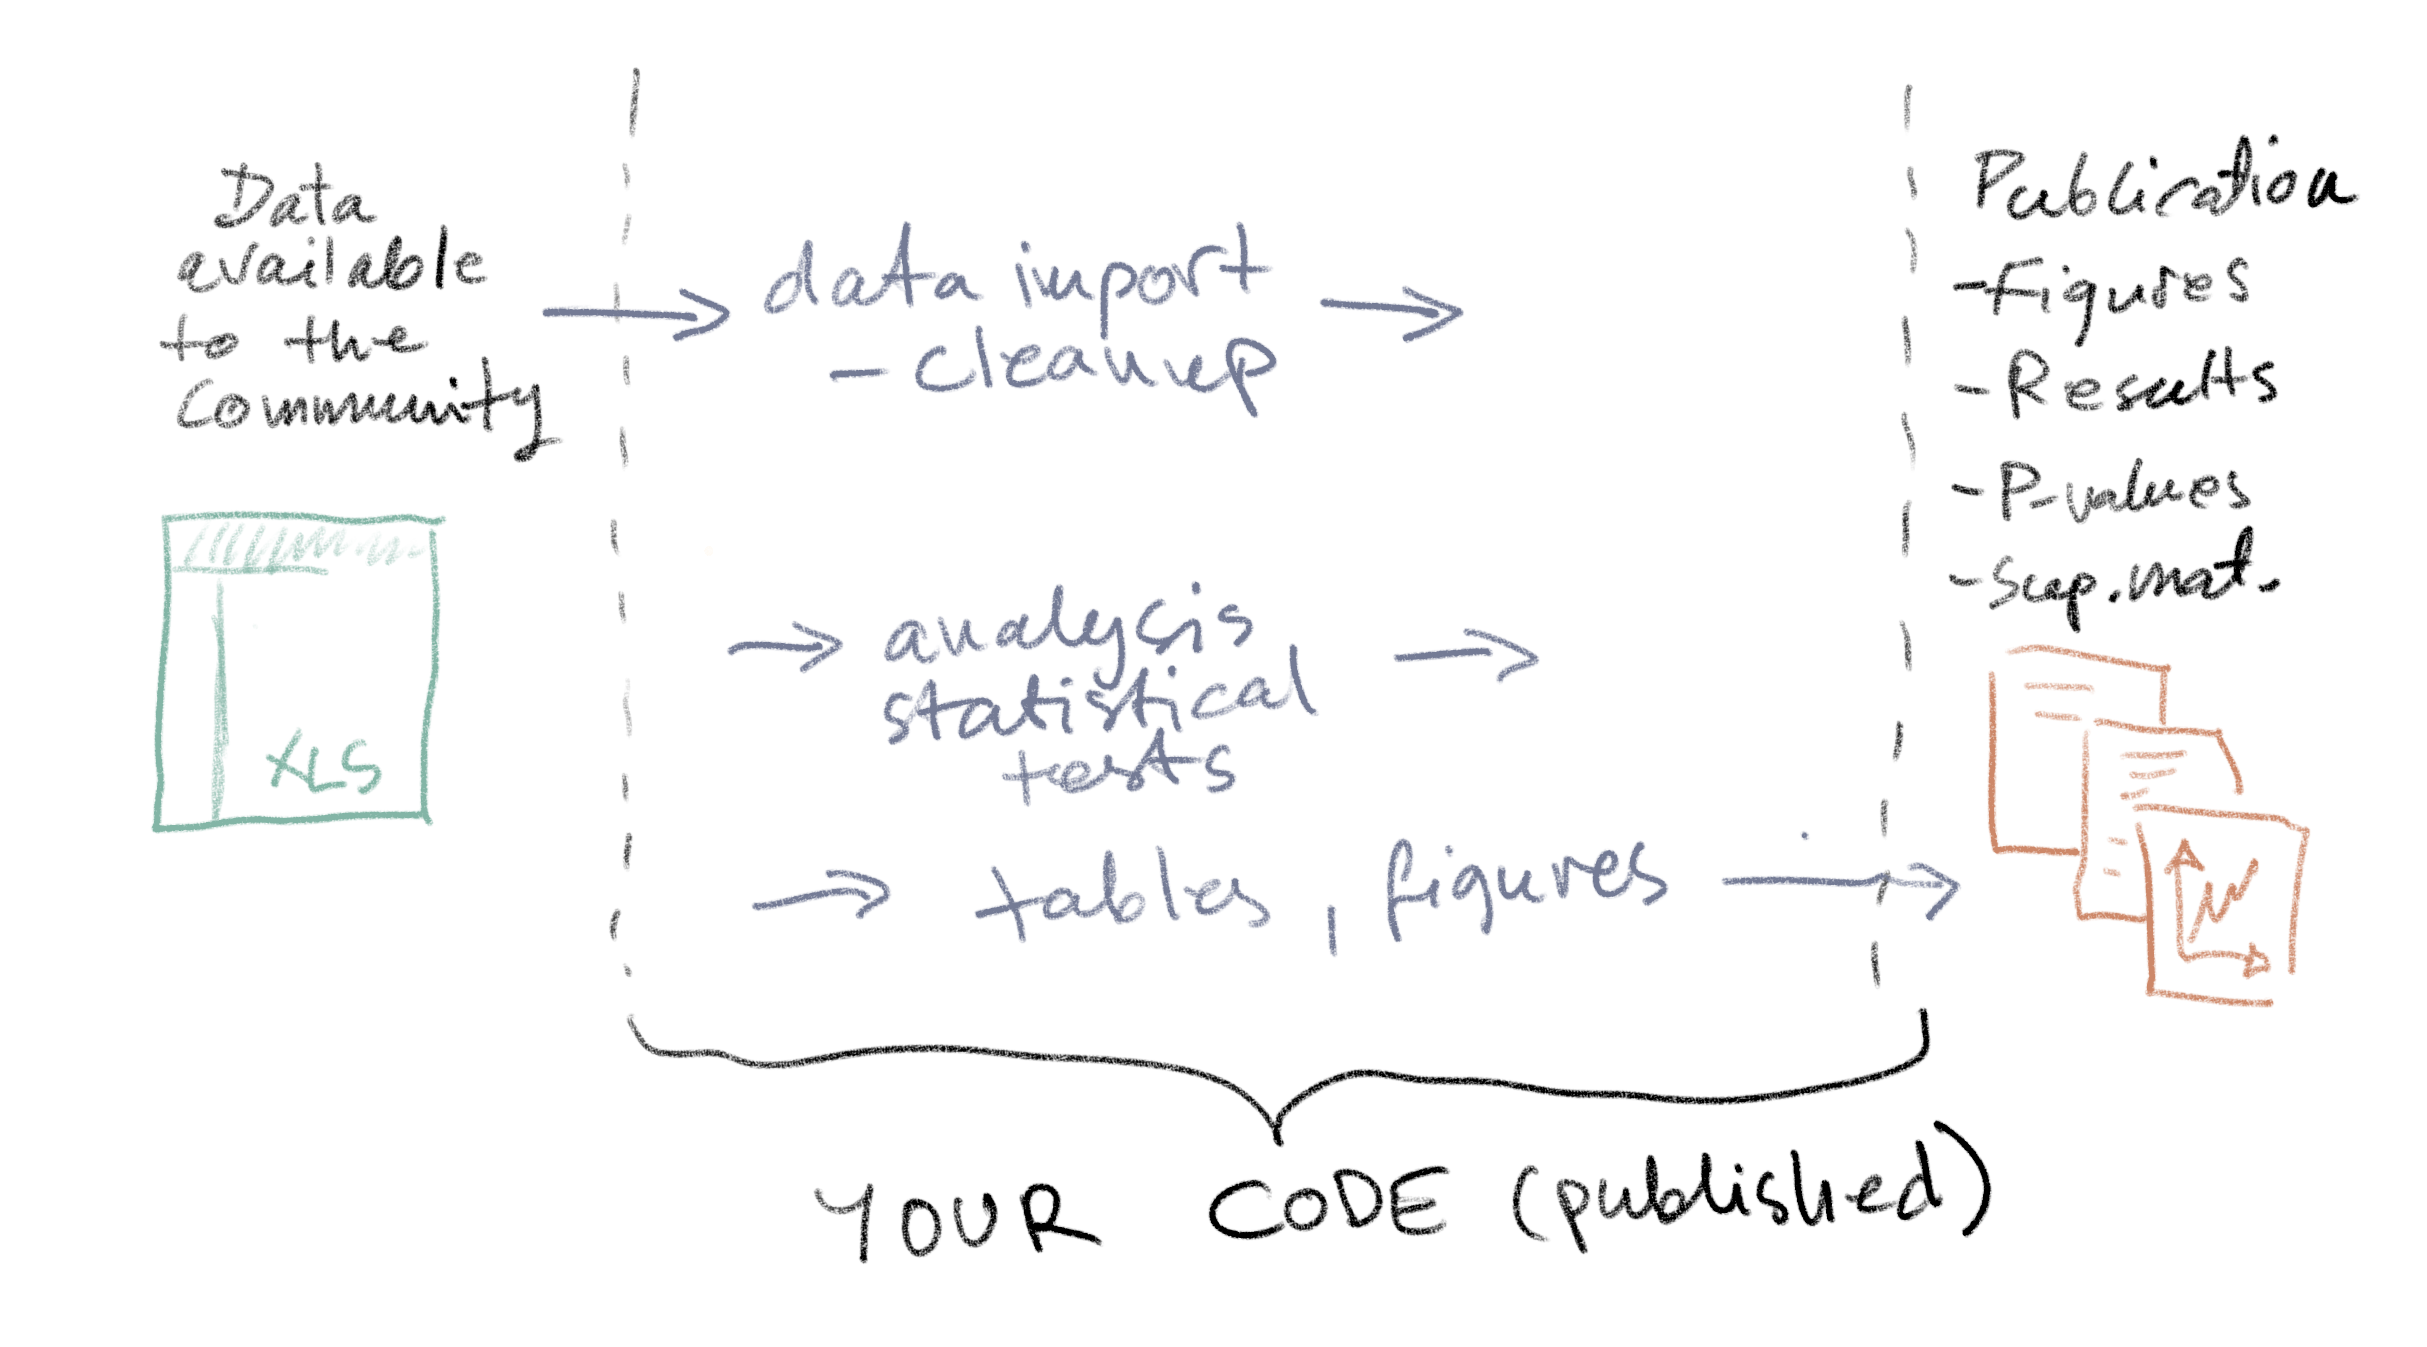 Data
available
to the
Community
XLS
data import
- cleanup
analysis
statistical
tests
tables, figures
Publication
- Figures
- Results
- P-values
- Sup. mat.
YOUR CODE (published)